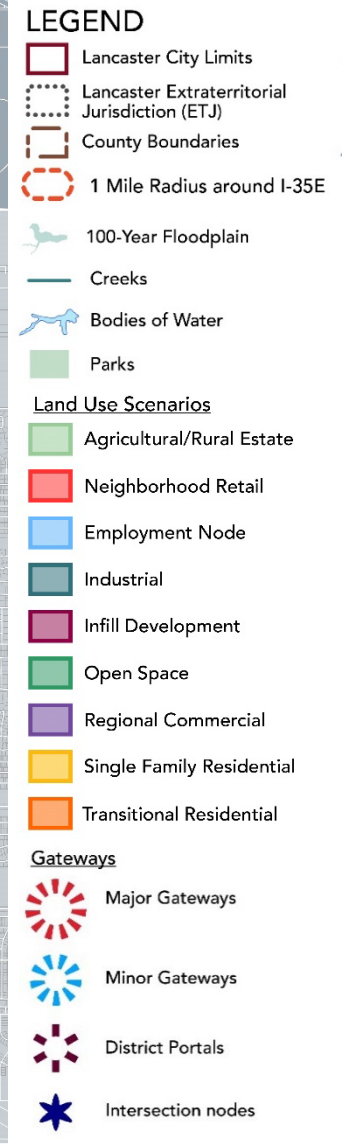 LEGEND
Lancaster City Limits
Lancaster Extraterritorial
Jurisdiction (ETJ)
County Boundaries
1 Mile Radius around I-35E
100-Year Floodplain
Creeks
Bodies of Water
Parks
Land Use Scenarios
Agricultural/Rural Estate
Neighborhood Retail
Employment Node
Industrial
Infill Development
Open Space
Regional Commercial
Single Family Residential
Transitional Residential
Gateways
Major Gateways
Minor Gateways
District Portals
Intersection nodes